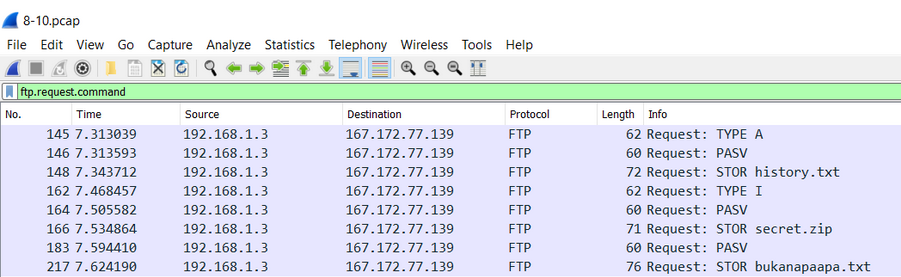 8-10.pcap
File Edit View Go Capture Analyze Statistics Telephony Wireless Tools Help
ftp.request.command
No. Time Source Destination Protocol Length Info
145 7.313039 192.168.1.3 167.172.77.139 FTP 62 Request: TYPE A
146 7.313593 192.168.1.3 167.172.77.139 FTP 60 Request: PASV
148 7.343712 192.168.1.3 167.172.77.139 FTP 72 Request: STOR history.txt
162 7.468457 192.168.1.3 167.172.77.139 FTP 62 Request: TYPE I
164 7.505582 192.168.1.3 167.172.77.139 FTP 60 Request: PASV
166 7.534864 192.168.1.3 167.172.77.139 FTP 71 Request: STOR secret.zip
183 7.594410 192.168.1.3 167.172.77.139 FTP 60 Request: PASV
217 7.624190 192.168.1.3 167.172.77.139 FTP 76 Request: STOR bukanapaapa.txt